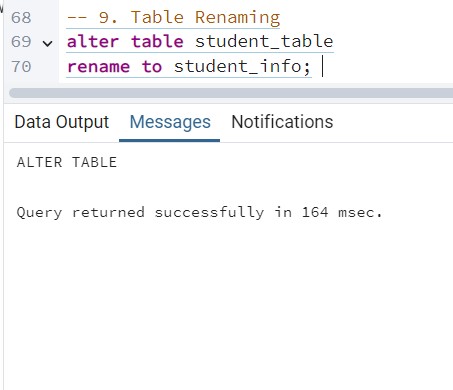 68 -- 9. Table Renaming
69 alter table student_table
70 rename to student_info;
Data Output Messages Notifications
ALTER TABLE
Query returned successfully in 164 msec.